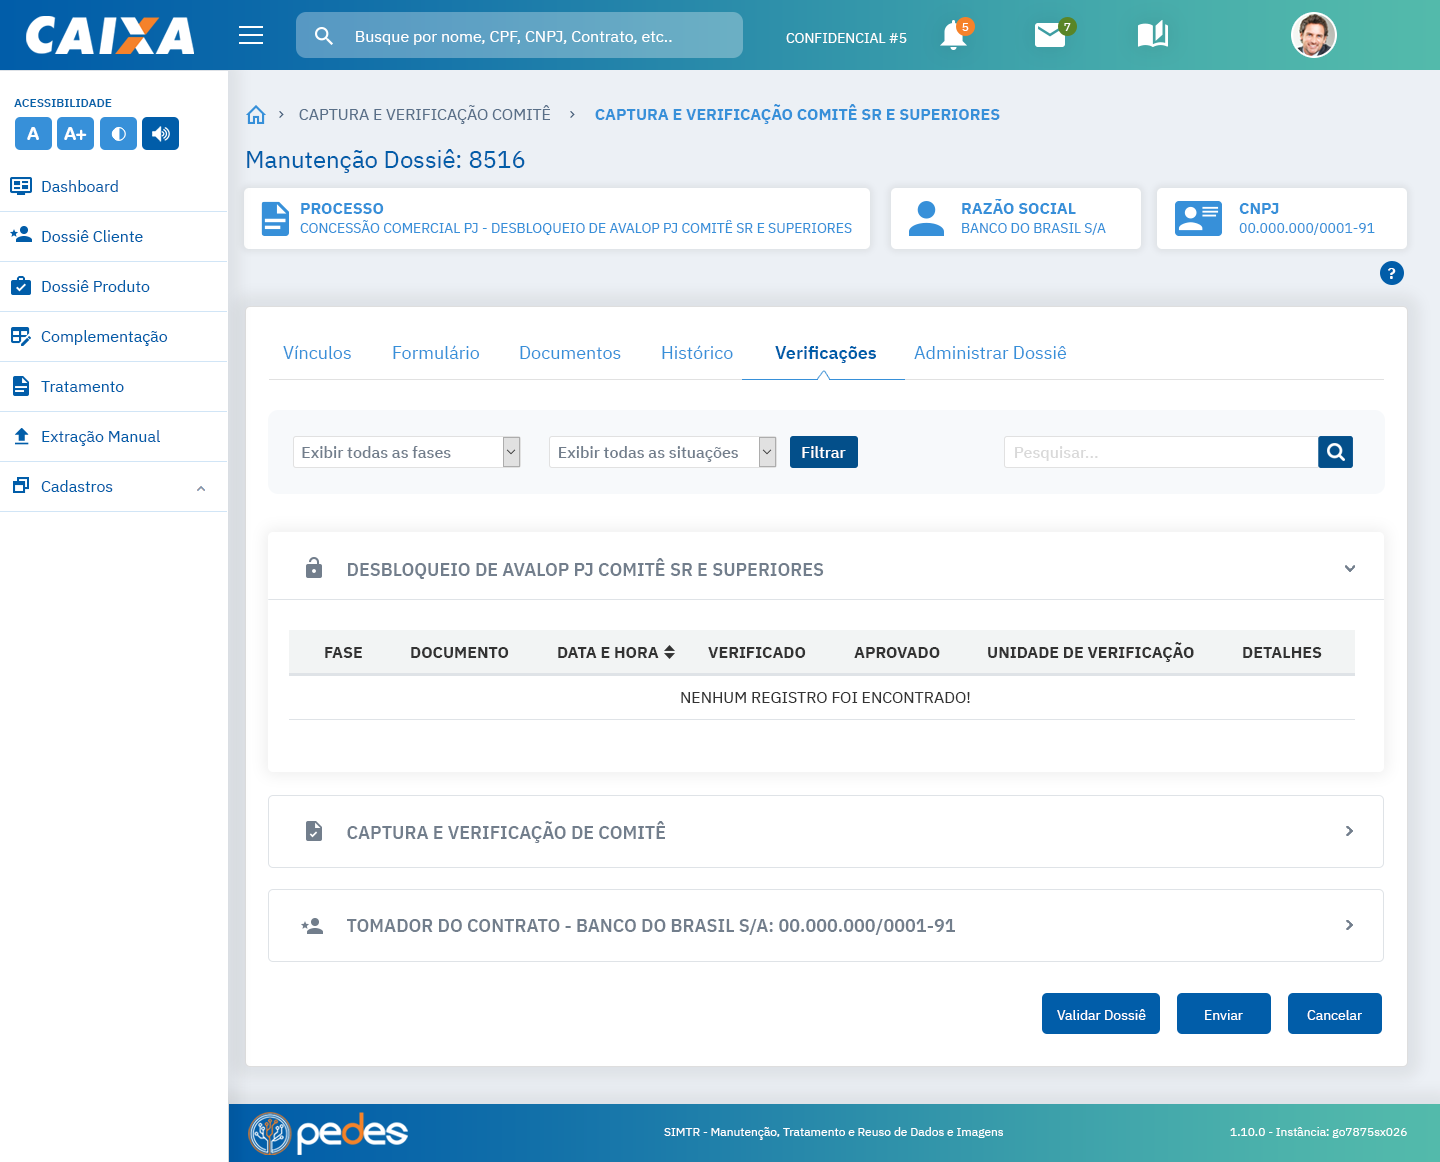 CAIXA
Busque por nome, CPF, CNPJ, Contrato, etc..
CONFIDENCIAL #5
5
7
ACESSIBILIDADE
A
A+
Dashboard
Dossiê Cliente
Dossiê Produto
Complementação
Tratamento
Extração Manual
Cadastros
CAPTURA E VERIFICAÇÃO COMITÊ
CAPTURA E VERIFICAÇÃO COMITÊ SR E SUPERIORES
Manutenção Dossiê: 8516
PROCESSO
CONCESSÃO COMERCIAL PJ - DESBLOQUEIO DE AVALOP PJ COMITÊ SR E SUPERIORES
RAZÃO SOCIAL
BANCO DO BRASIL S/A
CNPJ
00.000.000/0001-91
?
Vínculos Formulário Documentos Histórico Verificações Administrar Dossiê
Exibir todas as fases
Exibir todas as situações
Filtrar
Pesquisar...
DESBLOQUEIO DE AVALOP PJ COMITÊ SR E SUPERIORES
FASE DOCUMENTO DATA E HORA VERIFICADO APROVADO UNIDADE DE VERIFICAÇÃO DETALHES
NENHUM REGISTRO FOI ENCONTRADO!
CAPTURA E VERIFICAÇÃO DE COMITÊ
TOMADOR DO CONTRATO - BANCO DO BRASIL S/A: 00.000.000/0001-91
Validar Dossiê
Enviar
Cancelar
pedes
SIMTR - Manutenção, Tratamento e Reuso de Dados e Imagens
1.10.0 - Instância: go7875sx026